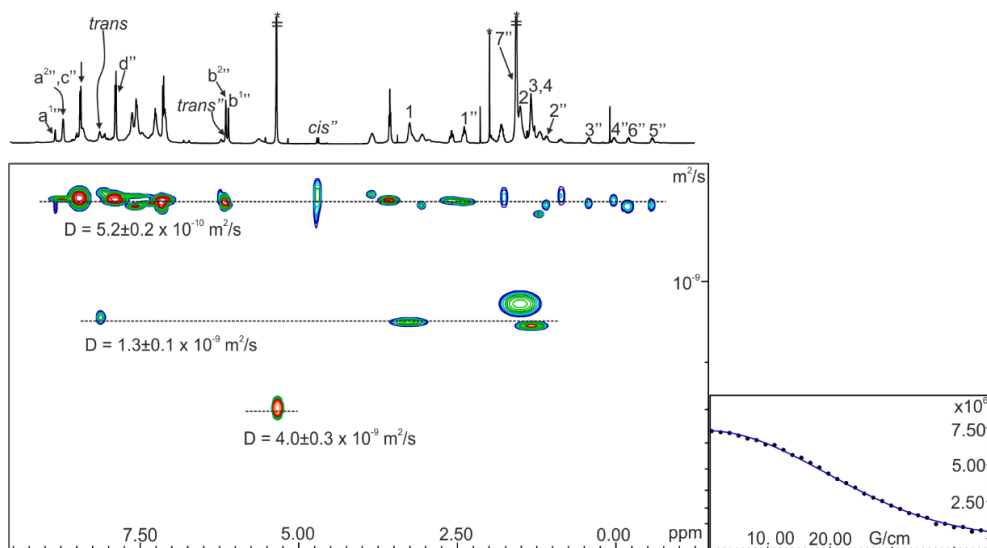 trans
* ‡
*
* ‡
a²'',c''
d''
7''
b²''
3,4
a¹''
trans''
b¹''
1
2
2''
cis''
1''
3''
4''
6''
5''
m²/s
D = 5.2±0.2 x 10⁻¹⁰ m²/s
10⁻⁹
D = 1.3±0.1 x 10⁻⁹ m²/s
D = 4.0±0.3 x 10⁻⁹ m²/s
x10⁶
7.50
5.00
2.50
7.50 5.00 2.50 0.00 ppm
10.00 20.00 G/cm